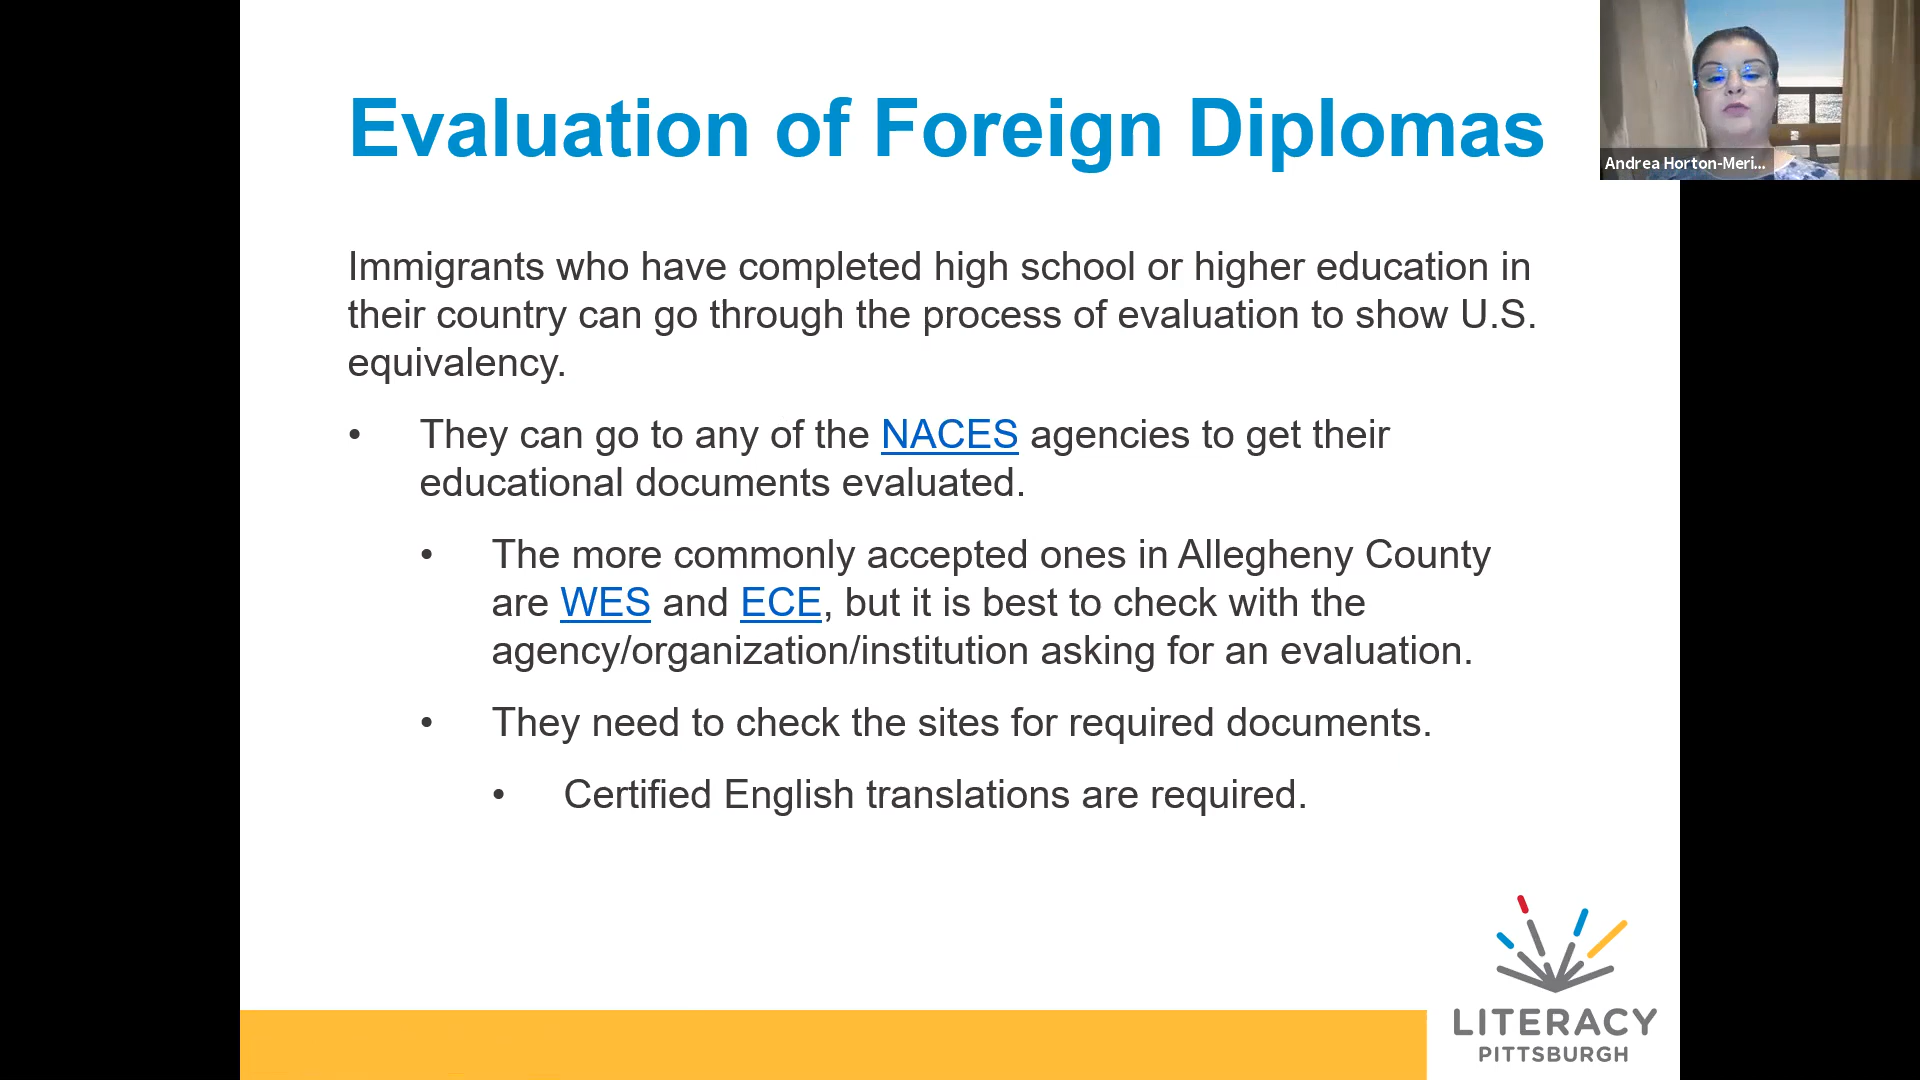 Evaluation of Foreign Diplomas
Andrea Horton-Meri...
Immigrants who have completed high school or higher education in
their country can go through the process of evaluation to show U.S.
equivalency.
• They can go to any of the NACES agencies to get their
educational documents evaluated.
• The more commonly accepted ones in Allegheny County
are WES and ECE, but it is best to check with the
agency/organization/institution asking for an evaluation.
• They need to check the sites for required documents.
• Certified English translations are required.
LITERACY
PITTSBURGH